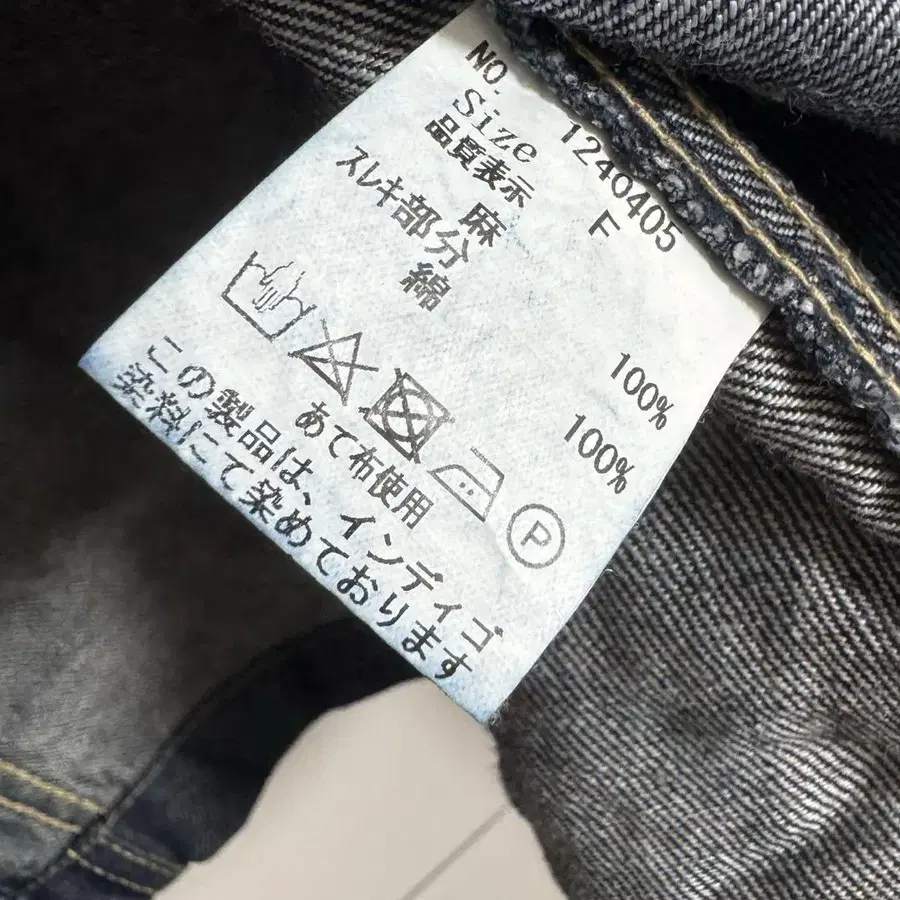 NO. 1240405
Size F
品質表示
麻 100%
スレキ部分
綿 100%
あて布使用
P
この製品は、インディゴ
染料にて染めております